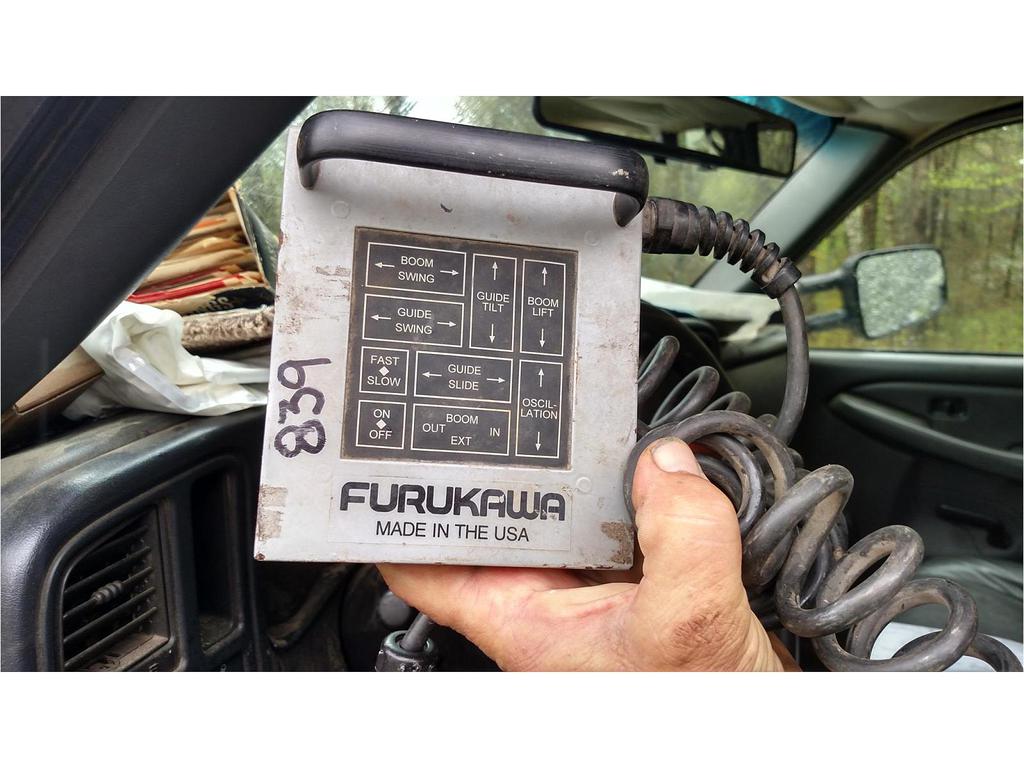 BOOM
SWING
GUIDE
TILT
BOOM
LIFT
GUIDE
SWING
FAST
SLOW
GUIDE
SLIDE
OSCIL-
LATION
ON
OFF
BOOM
OUT IN
EXT
839
FURUKAWA
MADE IN THE USA